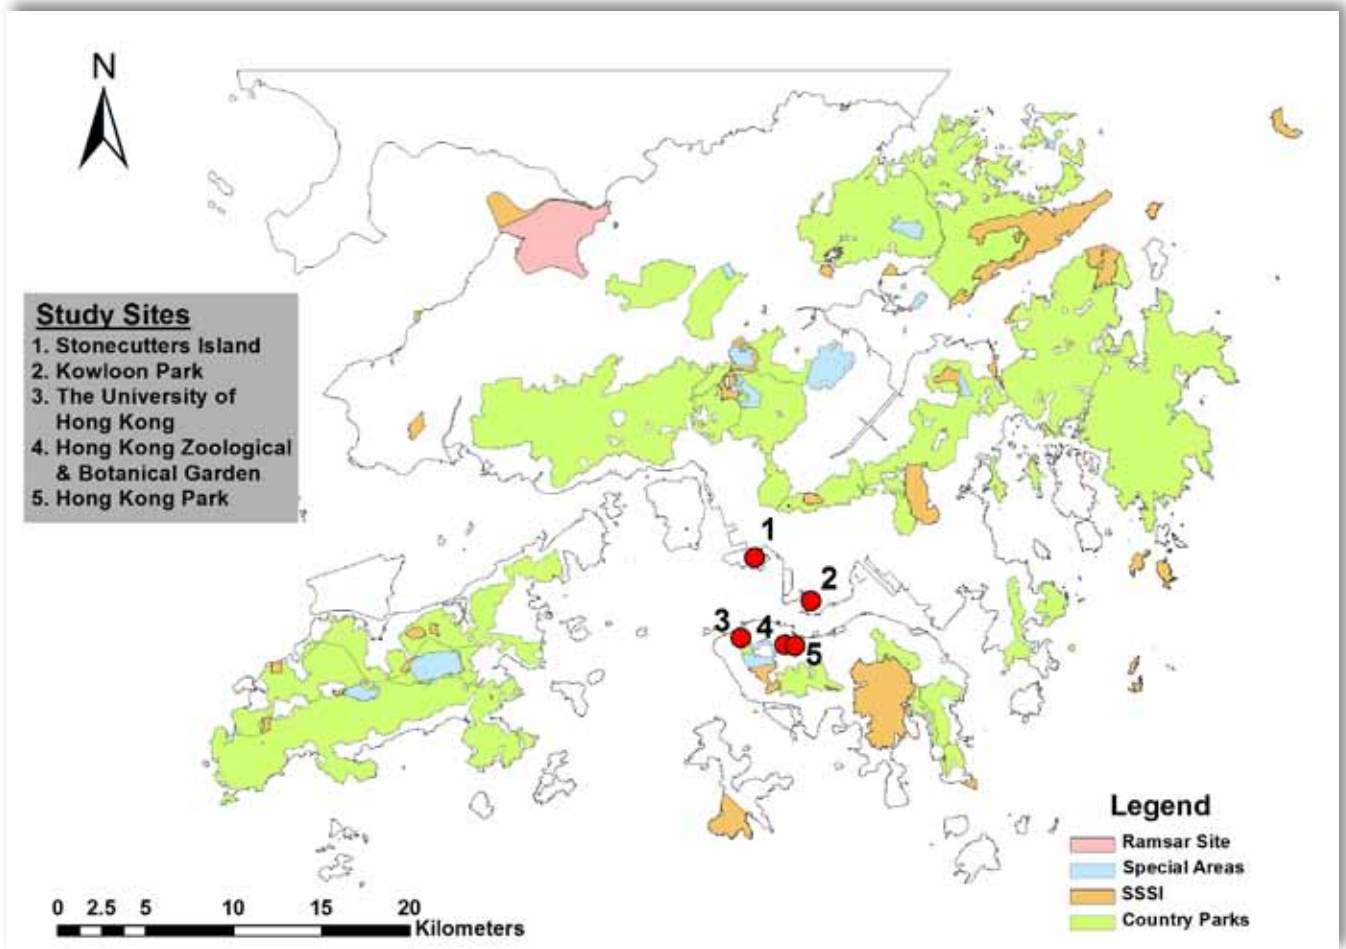 N
Study Sites
1. Stonecutters Island
2. Kowloon Park
3. The University of
Hong Kong
4. Hong Kong Zoological
& Botanical Garden
5. Hong Kong Park
1
2
3
4
5
Legend
Ramsar Site
Special Areas
SSSI
Country Parks
0 2.5 5 10 15 20
Kilometers